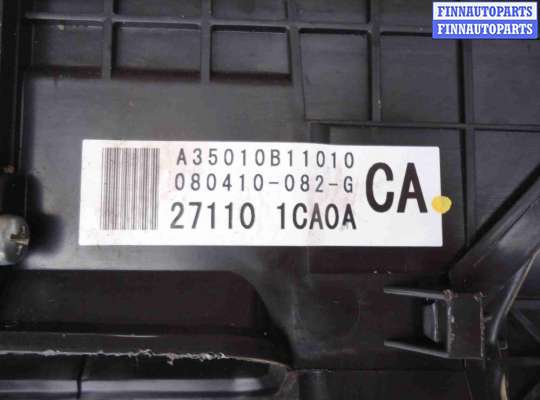 FINNAUTOPARTS
FINNAUTOPARTS
A35010B11010
080410-082-G
CA
27110 1CA0A